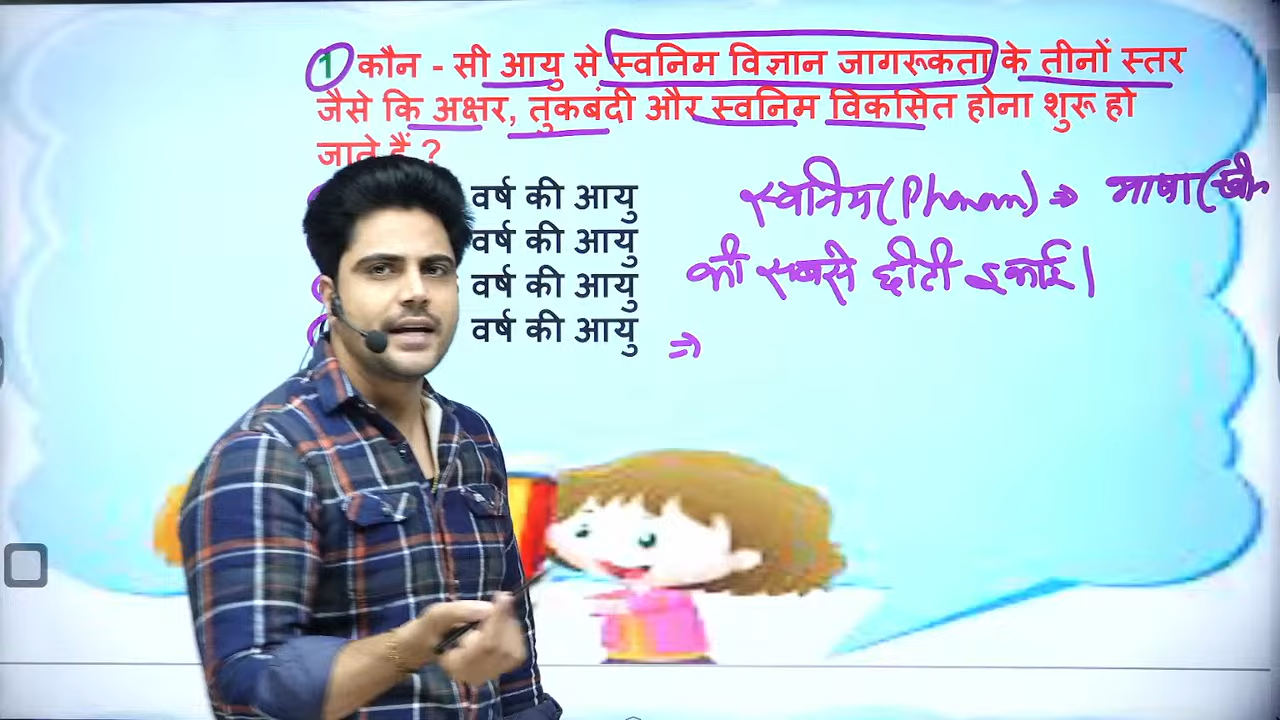 1 कौन - सी आयु से स्वनिम विज्ञान जागरूकता के तीनों स्तर
जैसे कि अक्षर, तुकबंदी और स्वनिम विकसित होना शुरू हो
जाते हैं ?
वर्ष की आयु
वर्ष की आयु
वर्ष की आयु
वर्ष की आयु
स्वनिम (Phonom) ⇒ भाषा (
की सबसे छोटी इकाई।
⇒